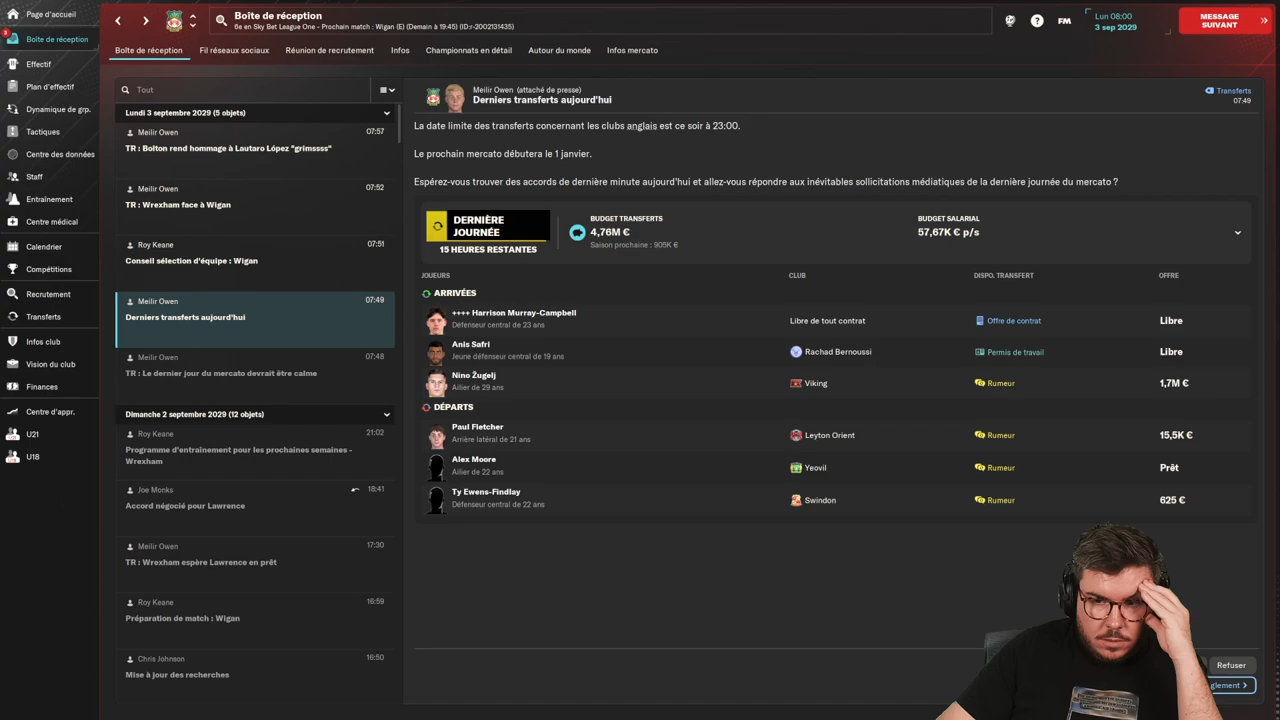 Page d'accueil
3
Boîte de réception
Effectif
Plan d'effectif
Dynamique de grp.
Tactiques
Centre des données
Staff
Entraînement
Centre médical
Calendrier
Compétitions
Recrutement
Transferts
Infos club
Vision du club
Finances
Centre d'appr.
U21
U18
Boîte de réception
6e en Sky Bet League One - Prochain match : Wigan (E) (Demain à 19:45) (ID:r-2002131435)
FM
Lun 08:00
3 sep 2029
MESSAGE
SUIVANT
Boîte de réception
Fil réseaux sociaux
Réunion de recrutement
Infos
Championnats en détail
Autour du monde
Infos mercato
Tout
Lundi 3 septembre 2029 (5 objets)
Meilir Owen 07:57
TR : Bolton rend hommage à Lautaro López "grimssss"
Meilir Owen 07:52
TR : Wrexham face à Wigan
Roy Keane 07:51
Conseil sélection d'équipe : Wigan
Meilir Owen 07:49
Derniers transferts aujourd'hui
Meilir Owen 07:48
TR : Le dernier jour du mercato devrait être calme
Dimanche 2 septembre 2029 (12 objets)
Roy Keane 21:02
Programme d'entraînement pour les prochaines semaines -
Wrexham
Joe Monks 18:41
Accord négocié pour Lawrence
Meilir Owen 17:30
TR : Wrexham espère Lawrence en prêt
Roy Keane 16:59
Préparation de match : Wigan
Chris Johnson 16:50
Mise à jour des recherches
Meilir Owen (attaché de presse)
Derniers transferts aujourd'hui
Transferts
07:49
La date limite des transferts concernant les clubs anglais est ce soir à 23:00.
Le prochain mercato débutera le 1 janvier.
Espérez-vous trouver des accords de dernière minute aujourd'hui et allez-vous répondre aux inévitables sollicitations médiatiques de la dernière journée du mercato ?
DERNIÈRE
JOURNÉE
15 HEURES RESTANTES
BUDGET TRANSFERTS
4,76M €
Saison prochaine : 905K €
BUDGET SALARIAL
57,67K € p/s
JOUEURS CLUB DISPO. TRANSFERT OFFRE
ARRIVÉES
++++ Harrison Murray-Campbell
Défenseur central de 23 ans
Libre de tout contrat
Offre de contrat
Libre
Anis Safri
Jeune défenseur central de 19 ans
Rachad Bernoussi
Permis de travail
Libre
Nino Žugelj
Ailier de 29 ans
Viking
Rumeur
1,7M €
DÉPARTS
Paul Fletcher
Arrière latéral de 21 ans
Leyton Orient
Rumeur
15,5K €
Alex Moore
Ailier de 22 ans
Yeovil
Rumeur
Prêt
Ty Ewens-Findlay
Défenseur central de 22 ans
Swindon
Rumeur
625 €
Refuser
glement